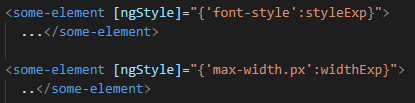 <some-element [ngStyle]="{'font-style':styleExp}">
...</some-element>
<some-element [ngStyle]="{'max-width.px':widthExp}">
..</some-element>